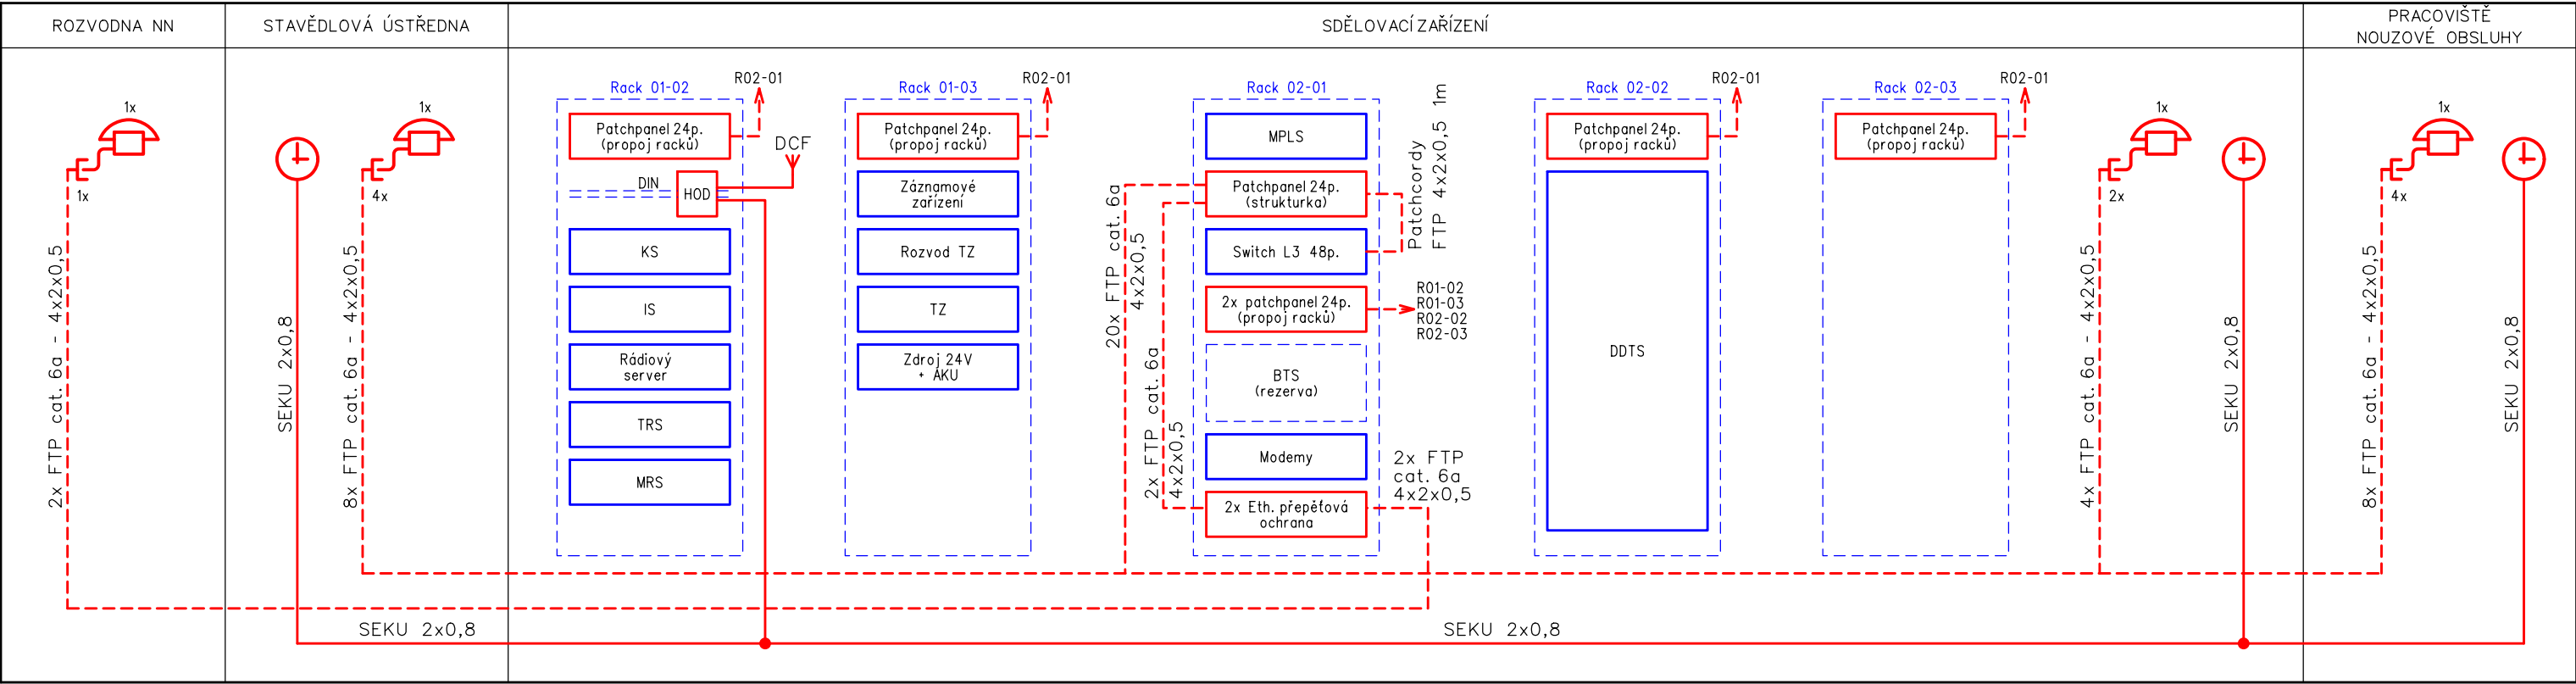 ROZVODNA NN
STAVĚDLOVÁ ÚSTŘEDNA
SDĚLOVACÍ ZAŘÍZENÍ
PRACOVIŠTĚ
NOUZOVÉ OBSLUHY
1x
1x
2x FTP cat. 6a - 4x2x0,5
SEKU 2x0,8
1x
4x
8x FTP cat. 6a - 4x2x0,5
SEKU 2x0,8
Rack 01-02
R02-01
Patchpanel 24p.
(propoj racků)
DCF
DIN
HOD
KS
IS
Rádiový
server
TRS
MRS
Rack 01-03
R02-01
Patchpanel 24p.
(propoj racků)
Záznamové
zařízení
Rozvod TZ
TZ
Zdroj 24V
+ AKU
20x FTP cat. 6a
4x2x0,5
2x FTP cat. 6a
4x2x0,5
Rack 02-01
MPLS
Patchpanel 24p.
(strukturka)
Switch L3 48p.
2x patchpanel 24p.
(propoj racků)
BTS
(rezerva)
Modemy
2x Eth. přepěťová
ochrana
Patchcordy
FTP 4x2x0,5 1m
R01-02
R01-03
R02-02
R02-03
2x FTP
cat. 6a
4x2x0,5
SEKU 2x0,8
Rack 02-02
R02-01
Patchpanel 24p.
(propoj racků)
DDTS
Rack 02-03
R02-01
Patchpanel 24p.
(propoj racků)
1x
2x
4x FTP cat. 6a - 4x2x0,5
SEKU 2x0,8
1x
4x
8x FTP cat. 6a - 4x2x0,5
SEKU 2x0,8